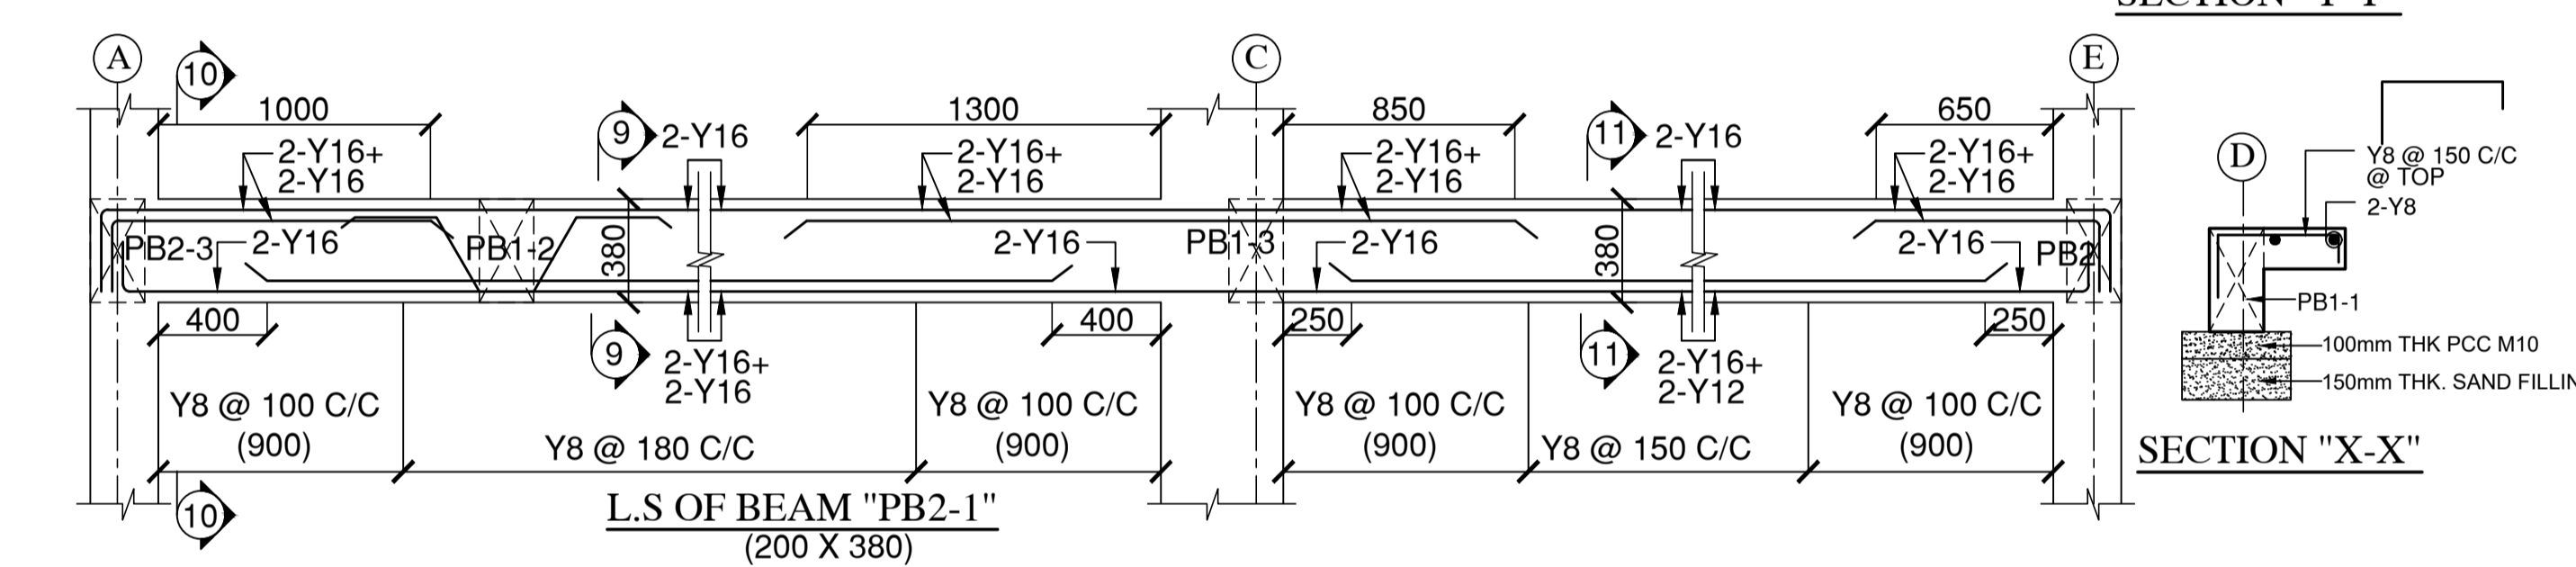 A
C
E
10
1000
9
2-Y16
1300
850
11
2-Y16
650
2-Y16+
2-Y16
2-Y16+
2-Y16
2-Y16+
2-Y16
2-Y16+
2-Y16
PB2-3
2-Y16
PB1-2
380
2-Y16
PB1-3
2-Y16
380
2-Y16
PB2
400
400
250
250
9
2-Y16+
2-Y16
11
2-Y16+
2-Y12
Y8 @ 100 C/C
(900)
Y8 @ 180 C/C
Y8 @ 100 C/C
(900)
Y8 @ 100 C/C
(900)
Y8 @ 150 C/C
Y8 @ 100 C/C
(900)
10
L.S OF BEAM "PB2-1"
(200 X 380)
D
Y8 @ 150 C/C
@ TOP
2-Y8
PB1-1
100mm THK PCC M10
150mm THK. SAND FILLIN
SECTION "X-X"